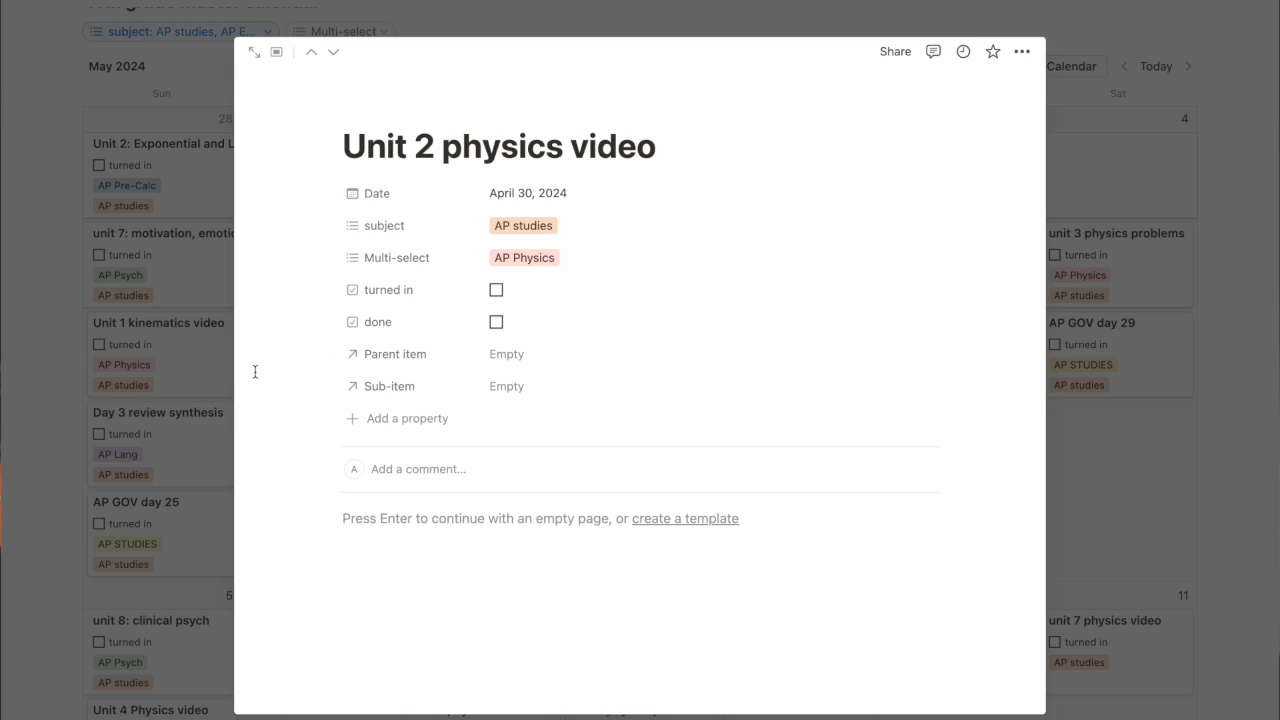 subject: AP studies, AP E...
Multi-select
Share
May 2024
Calendar
Today
Sun
Sat
28
4
Unit 2: Exponential and L
turned in
AP Pre-Calc
AP studies
unit 7: motivation, emotic
turned in
AP Psych
AP studies
Unit 1 kinematics video
turned in
AP Physics
AP studies
Day 3 review synthesis
turned in
AP Lang
AP studies
AP GOV day 25
turned in
AP STUDIES
AP studies
5
unit 8: clinical psych
turned in
AP Psych
AP studies
Unit 4 Physics video
Unit 2 physics video
Date
April 30, 2024
subject
AP studies
Multi-select
AP Physics
turned in
done
Parent item
Empty
Sub-item
Empty
Add a property
A
Add a comment...
Press Enter to continue with an empty page, or create a template
unit 3 physics problems
turned in
AP Physics
AP studies
AP GOV day 29
turned in
AP STUDIES
AP studies
11
unit 7 physics video
turned in
AP studies